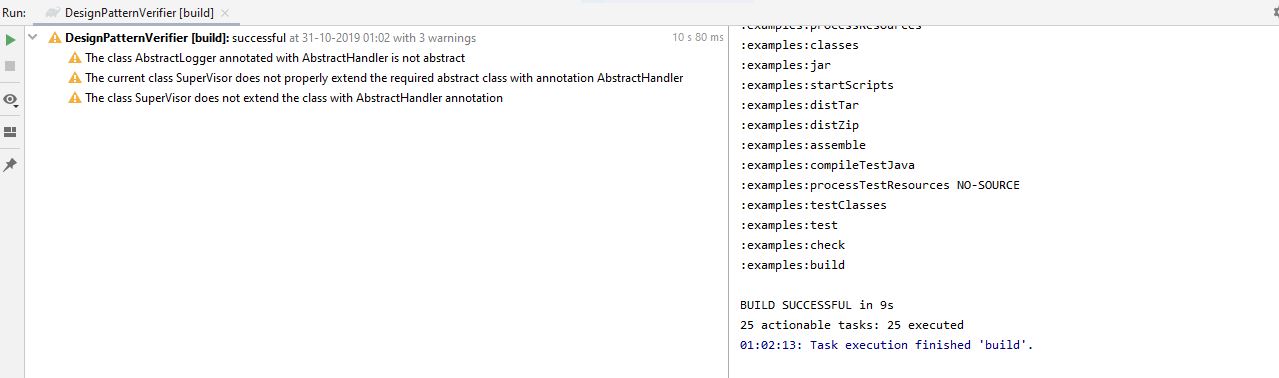 Run: DesignPatternVerifier [build]
DesignPatternVerifier [build]: successful at 31-10-2019 01:02 with 3 warnings 10 s 80 ms
The class AbstractLogger annotated with AbstractHandler is not abstract
The current class SuperVisor does not properly extend the required abstract class with annotation AbstractHandler
The class SuperVisor does not extend the class with AbstractHandler annotation
:examples:processResources
:examples:classes
:examples:jar
:examples:startScripts
:examples:distTar
:examples:distZip
:examples:assemble
:examples:compileTestJava
:examples:processTestResources NO-SOURCE
:examples:testClasses
:examples:test
:examples:check
:examples:build
BUILD SUCCESSFUL in 9s
25 actionable tasks: 25 executed
01:02:13: Task execution finished 'build'.